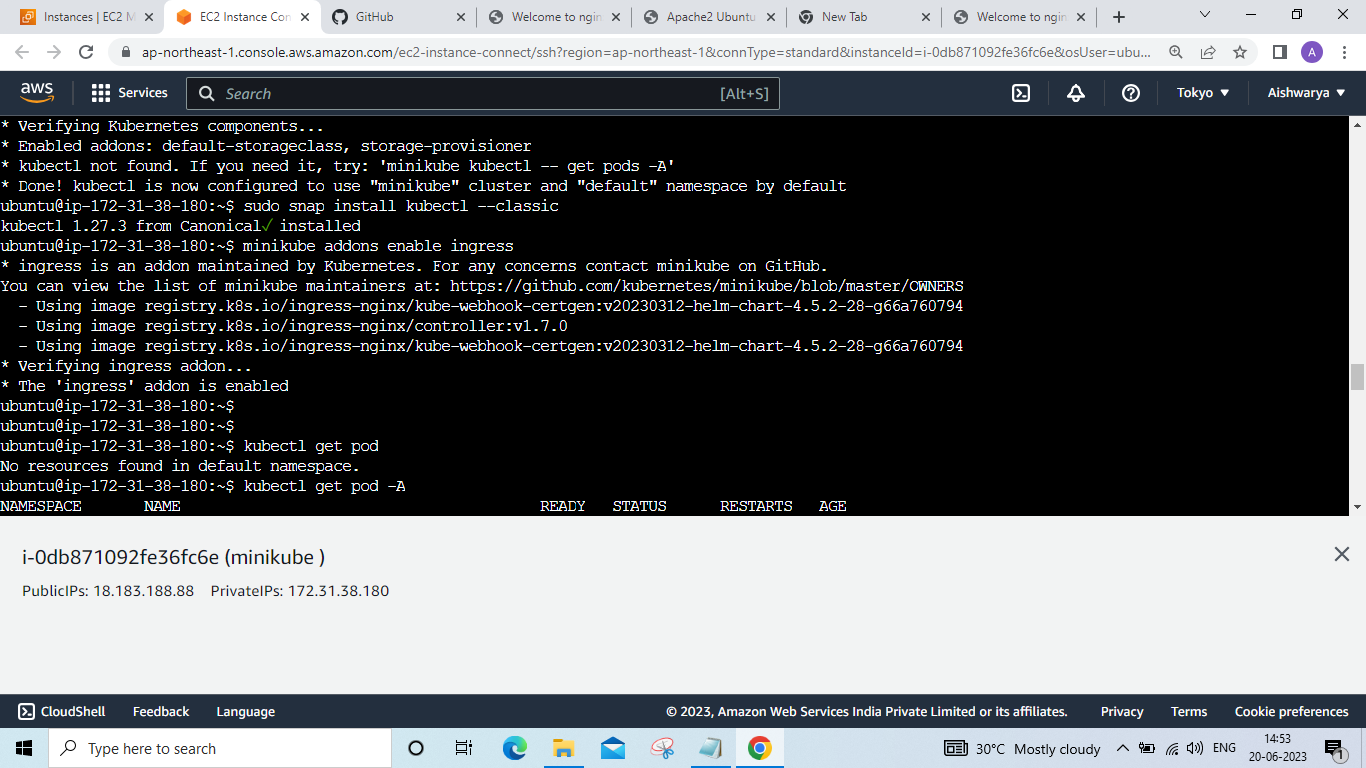 Instances | EC2 M
EC2 Instance Con
GitHub
Welcome to ngin
Apache2 Ubuntu
New Tab
Welcome to ngin
ap-northeast-1.console.aws.amazon.com/ec2-instance-connect/ssh?region=ap-northeast-1&connType=standard&instanceId=i-0db871092fe36fc6e&osUser=ubu...
A
aws
Services
Search
[Alt+S]
Tokyo
Aishwarya
* Verifying Kubernetes components...
* Enabled addons: default-storageclass, storage-provisioner
* kubectl not found. If you need it, try: 'minikube kubectl -- get pods -A'
* Done! kubectl is now configured to use "minikube" cluster and "default" namespace by default
ubuntu@ip-172-31-38-180:~$ sudo snap install kubectl --classic
kubectl 1.27.3 from Canonical✓ installed
ubuntu@ip-172-31-38-180:~$ minikube addons enable ingress
* ingress is an addon maintained by Kubernetes. For any concerns contact minikube on GitHub.
You can view the list of minikube maintainers at: https://github.com/kubernetes/minikube/blob/master/OWNERS
  - Using image registry.k8s.io/ingress-nginx/kube-webhook-certgen:v20230312-helm-chart-4.5.2-28-g66a760794
  - Using image registry.k8s.io/ingress-nginx/controller:v1.7.0
  - Using image registry.k8s.io/ingress-nginx/kube-webhook-certgen:v20230312-helm-chart-4.5.2-28-g66a760794
* Verifying ingress addon...
* The 'ingress' addon is enabled
ubuntu@ip-172-31-38-180:~$
ubuntu@ip-172-31-38-180:~$
ubuntu@ip-172-31-38-180:~$ kubectl get pod
No resources found in default namespace.
ubuntu@ip-172-31-38-180:~$ kubectl get pod -A
NAMESPACE NAME READY STATUS RESTARTS AGE
i-0db871092fe36fc6e (minikube )
PublicIPs: 18.183.188.88 PrivateIPs: 172.31.38.180
CloudShell Feedback Language © 2023, Amazon Web Services India Private Limited or its affiliates. Privacy Terms Cookie preferences
Type here to search
30°C Mostly cloudy
ENG
14:53
20-06-2023
1